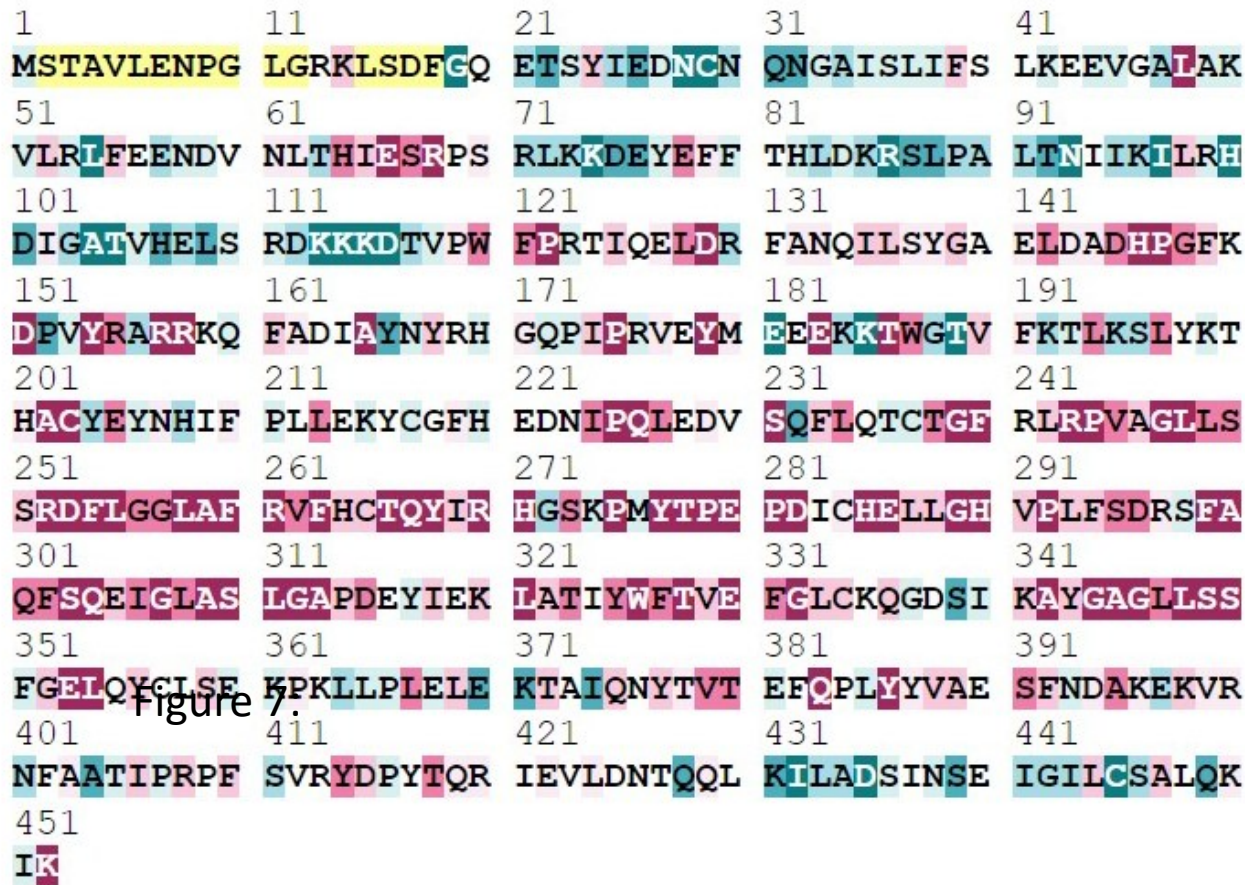 1 11 21 31 41
MSTAVLENPG LGRKLSDFGQ ETSYIEDNCN QNGAISLIFS LKEEVGALAK
51 61 71 81 91
VLRLFEENDV NLTHIESRPS RLKKDEYEFF THLDKRSLPA LTNIIKILRH
101 111 121 131 141
DIGATVHELS RDKKKDTVPW FPRTIQELDR FANQILSYGA ELDADHPGFK
151 161 171 181 191
DPVYRARRKQ FADIAYNYRH GQPIPRVEYM EEEKKTWGTV FKTLKSLYKT
201 211 221 231 241
HACYEYNHIF PLLEKYCGFH EDNIPQLEDV SQFLQTCTGF RLRPVAGLLS
251 261 271 281 291
SRDFLGGLAF RVFHCTQYIR HGSKPMYTPE PDICHELLGH VPLFSDRSFA
301 311 321 331 341
QFSQEIGLAS LGAPDEYIEK LATIYWFTVE FGLCKQGDSI KAYGAGLLSS
351 361 371 381 391
FGELQYCLSE KPKLLPLELE KTAIQNYTVT EFQPLYYVAE SFNDAKEKVR
Figure 7:
401 411 421 431 441
NFAATIPRPF SVRYDPYTQR IEVLDNTQQL KILADSINSE IGILCSALQK
451
IK